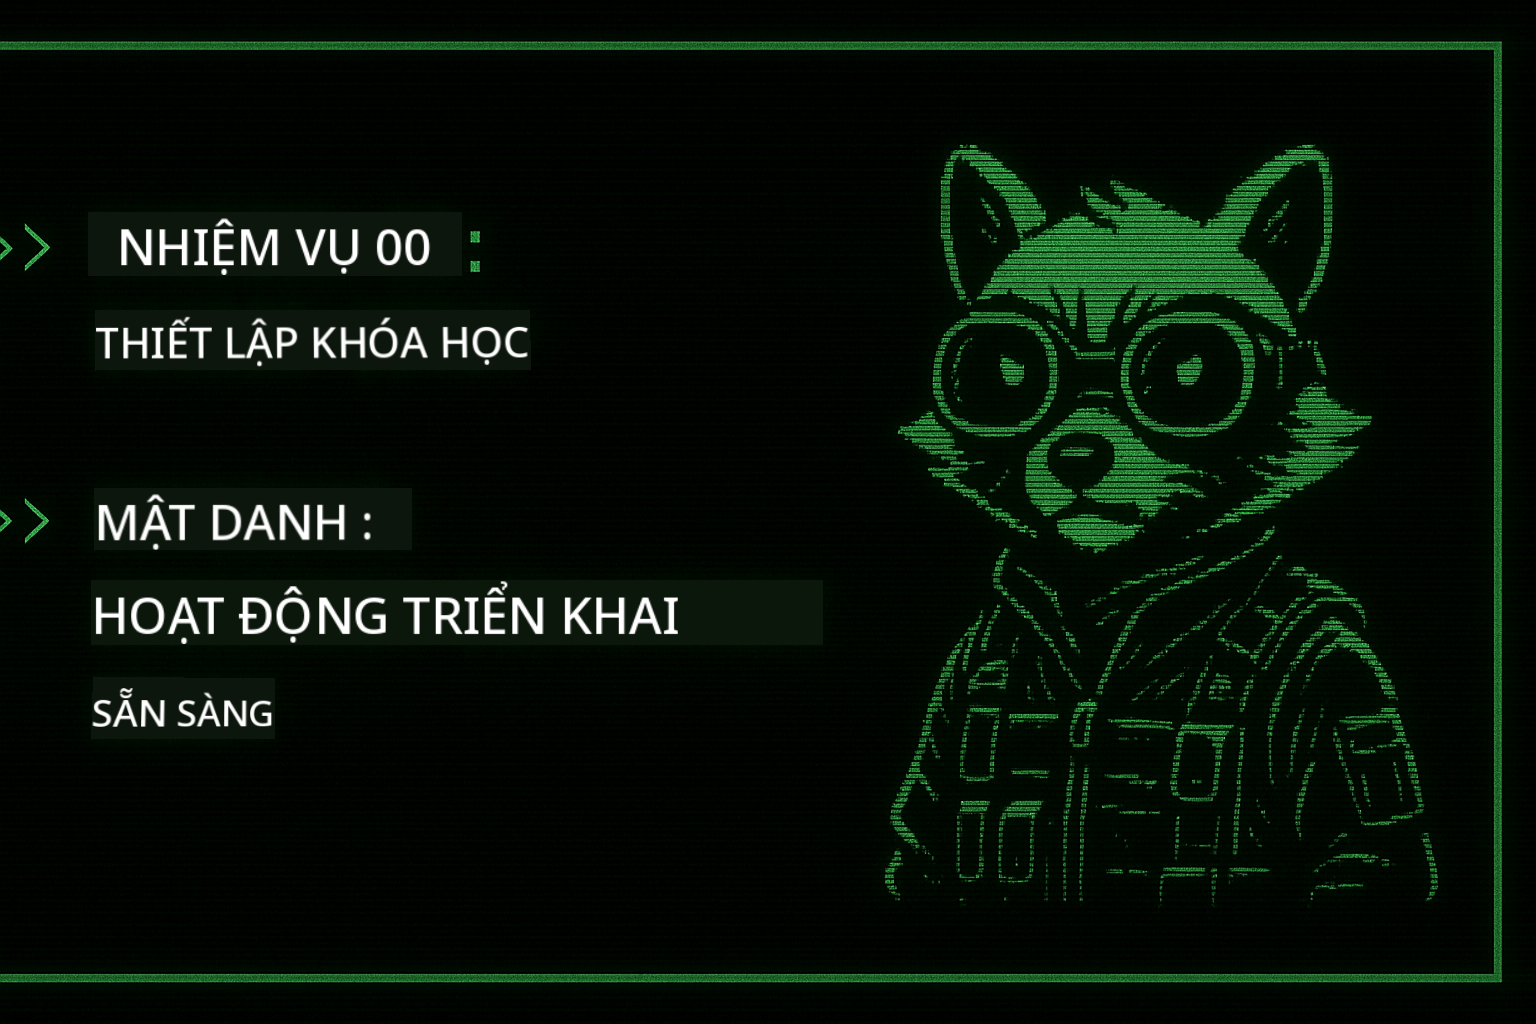 >> NHIỆM VỤ 00 :
THIẾT LẬP KHÓA HỌC
>> MẬT DANH :
HOẠT ĐỘNG TRIỂN KHAI
SẴN SÀNG